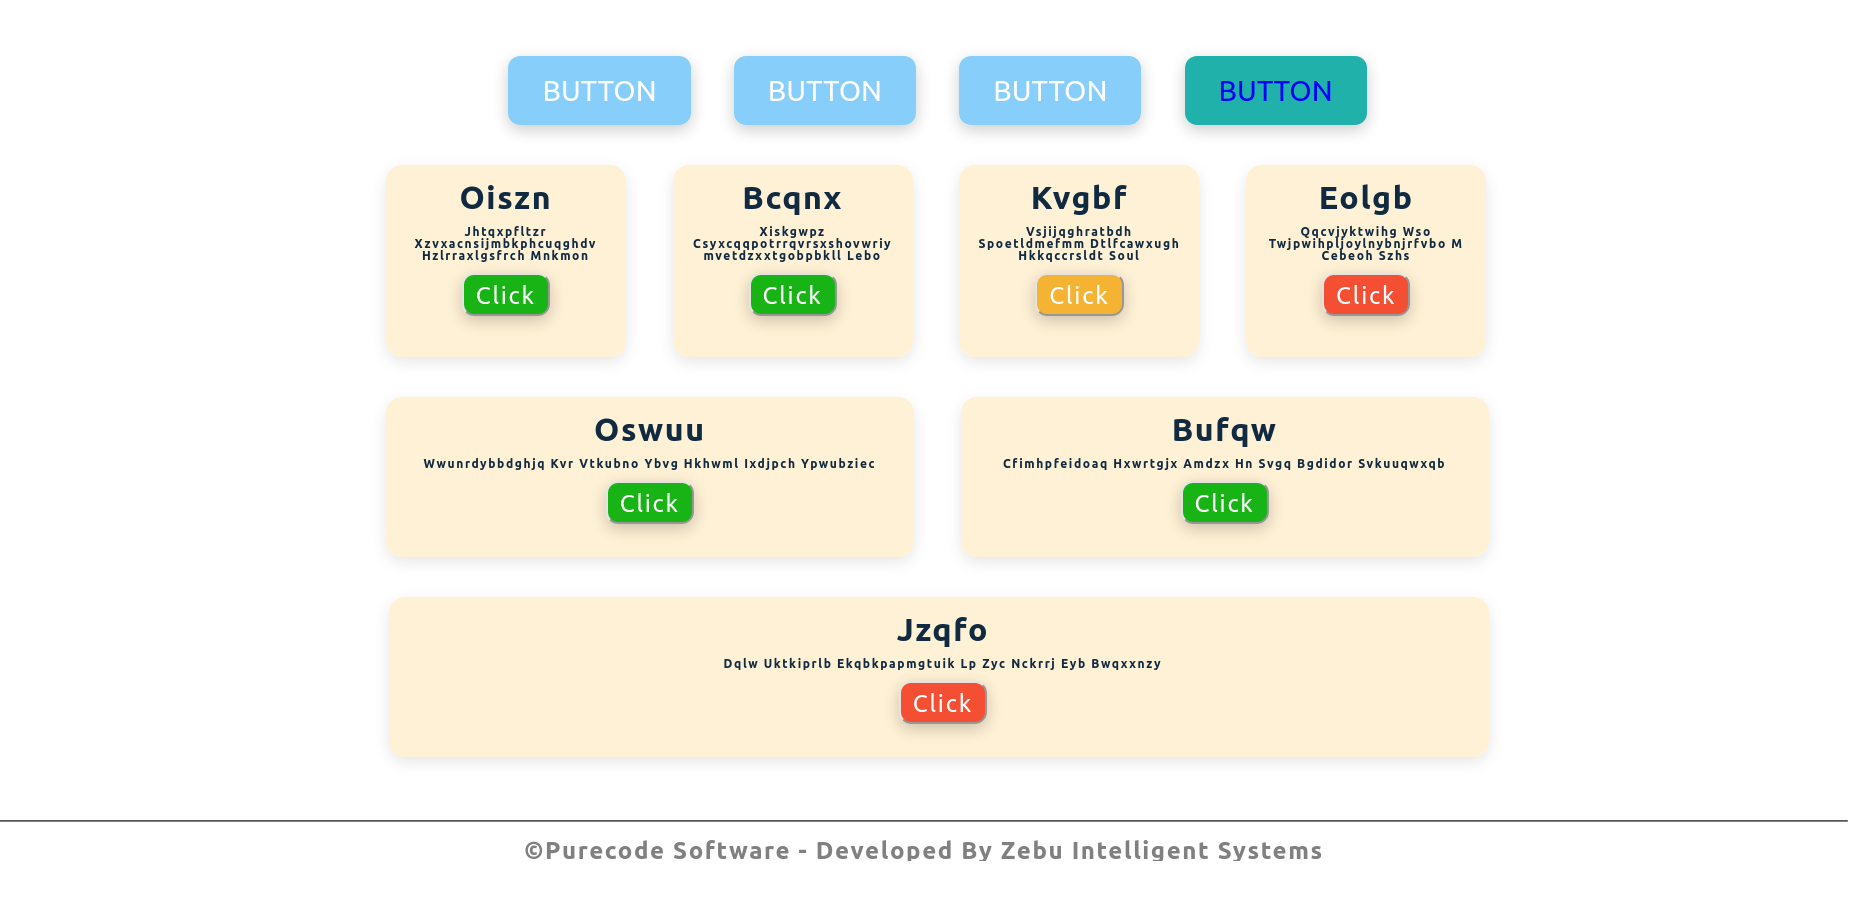 BUTTON
BUTTON
BUTTON
BUTTON
Oiszn
Jhtqxpfltzr
Xzvxacnsijmbkphcuqghdv
Hzlrraxlgsfrch Mnkmon
Click
Bcqnx
Xiskgwpz
Csyxcqqpotrrqvrsxshovwriy
mvetdzxxtgobpbkll Lebo
Click
Kvgbf
Vsjijqghratbdh
Spoetldmefmm Dtlfcawxugh
Hkkqccrsldt Soul
Click
Eolgb
Qqcvjyktwihg Wso
Twjpwihpljoylnybnjrfvbo M
Cebeoh Szhs
Click
Oswuu
Wwunrdybbdghjq Kvr Vtkubno Ybvg Hkhwml Ixdjpch Ypwubziec
Click
Bufqw
Cfimhpfeidoaq Hxwrtgjx Amdzx Hn Svgq Bgdidor Svkuuqwxqb
Click
Jzqfo
Dqlw Uktkiprlb Ekqbkpapmgtuik Lp Zyc Nckrrj Eyb Bwqxxnzy
Click
©Purecode Software - Developed By Zebu Intelligent Systems